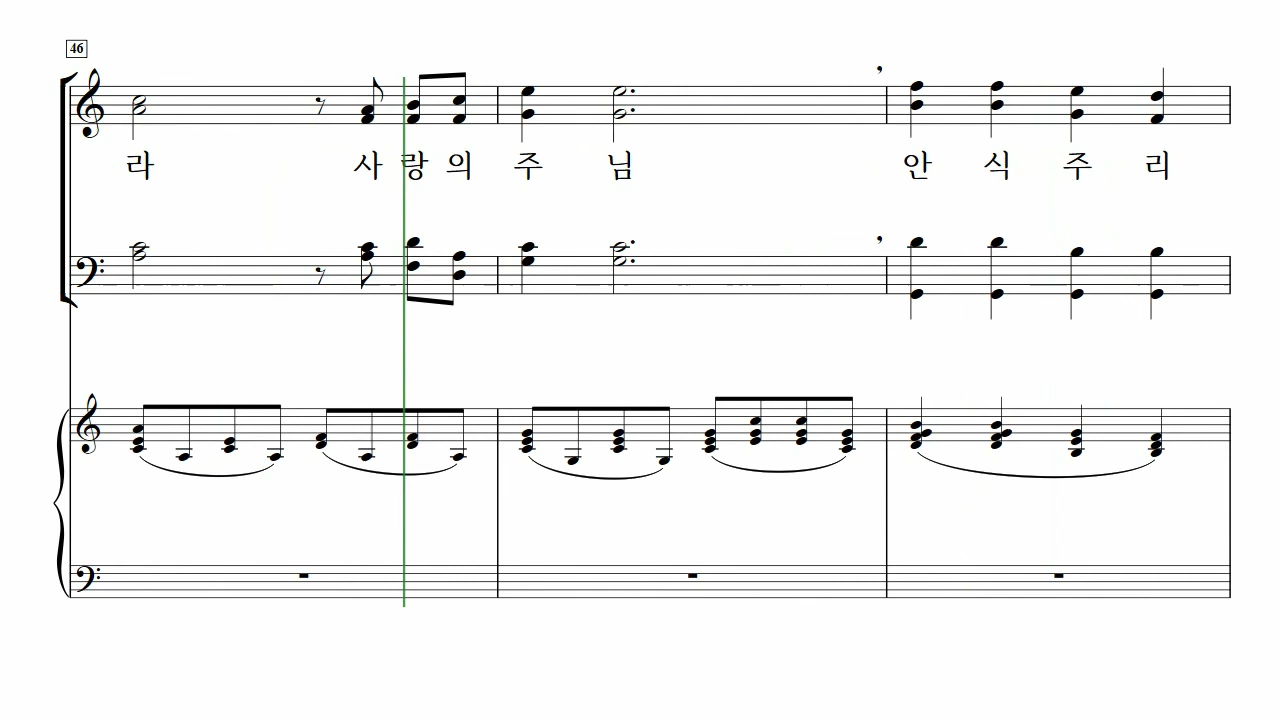 46
라 사 랑 의 주 님 안 식 주 리